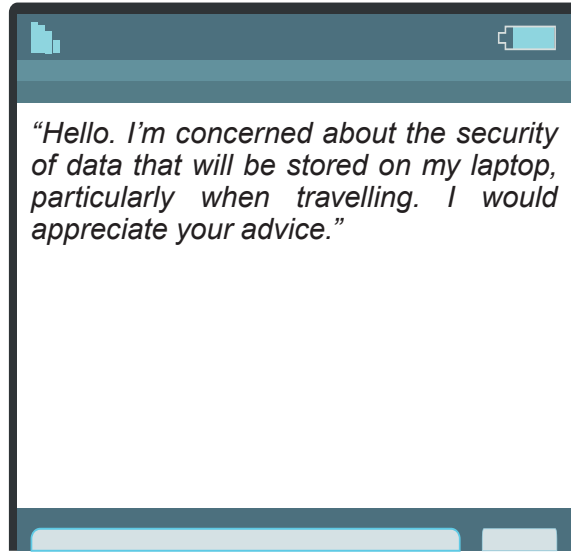 “Hello. I’m concerned about the security
of data that will be stored on my laptop,
particularly when travelling. I would
appreciate your advice.”